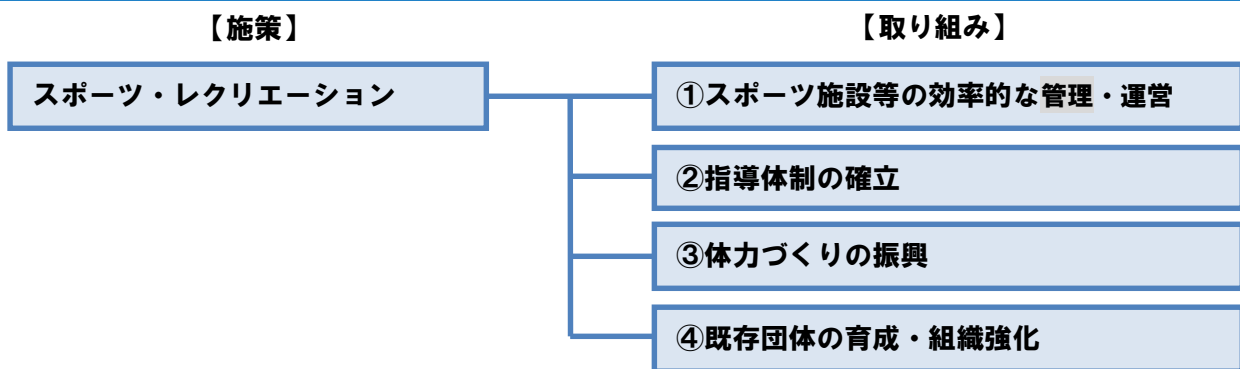 【施策】
【取り組み】
スポーツ・レクリエーション
①スポーツ施設等の効率的な管理・運営
②指導体制の確立
③体力づくりの振興
④既存団体の育成・組織強化